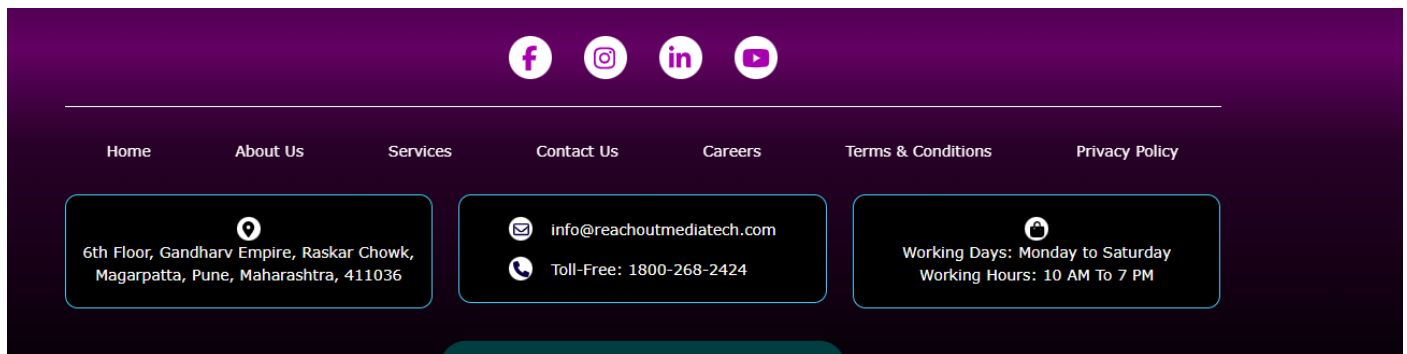 Home About Us Services Contact Us Careers Terms & Conditions Privacy Policy
6th Floor, Gandharv Empire, Raskar Chowk,
Magarpatta, Pune, Maharashtra, 411036
info@reachoutmediatech.com
Toll-Free: 1800-268-2424
Working Days: Monday to Saturday
Working Hours: 10 AM To 7 PM